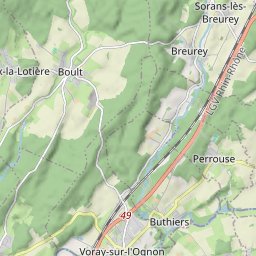 Sorans-lès-
Breurey
Breurey
x-la-Lotière
Boult
LGV Rhin-Rhône
Perrouse
49
Buthiers
Voray-sur-l'Ognon